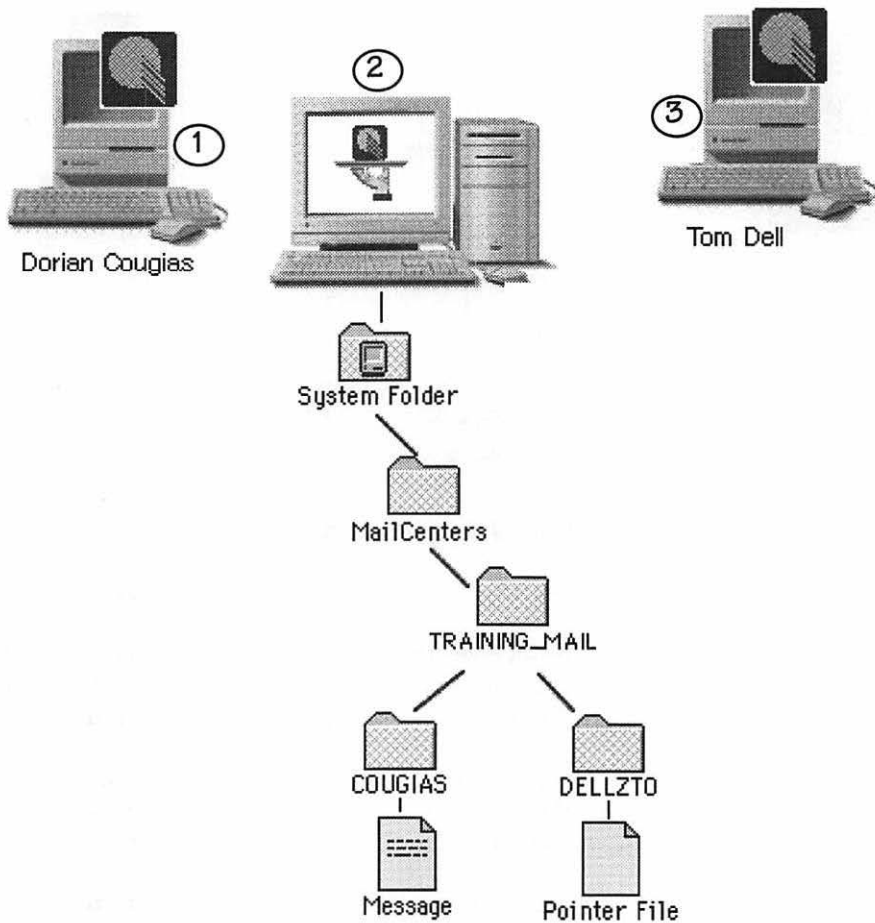 2
1
3
Dorian Cougias
Tom Dell
System Folder
MailCenters
TRAINING_MAIL
COUGIAS
DELLZTO
Message
Pointer File